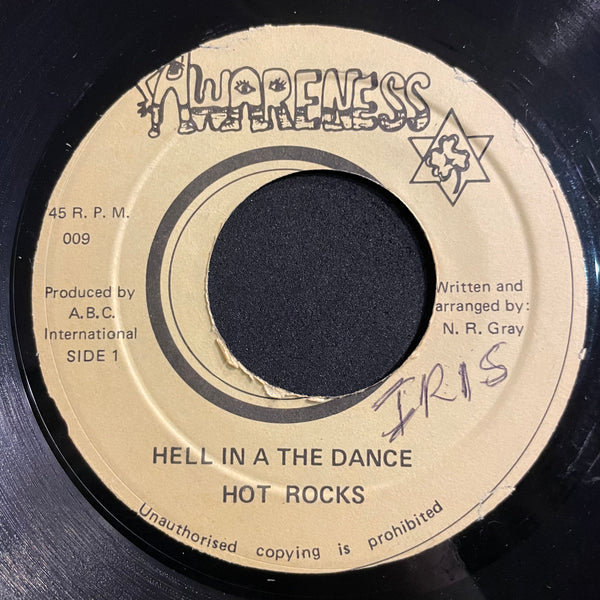 AWARENESS
45 R. P. M.
009
Produced by
A.B.C.
International
SIDE 1
Written and
arranged by:
N. R. Gray
IRIS
HELL IN A THE DANCE
HOT ROCKS
Unauthorised copying is prohibited